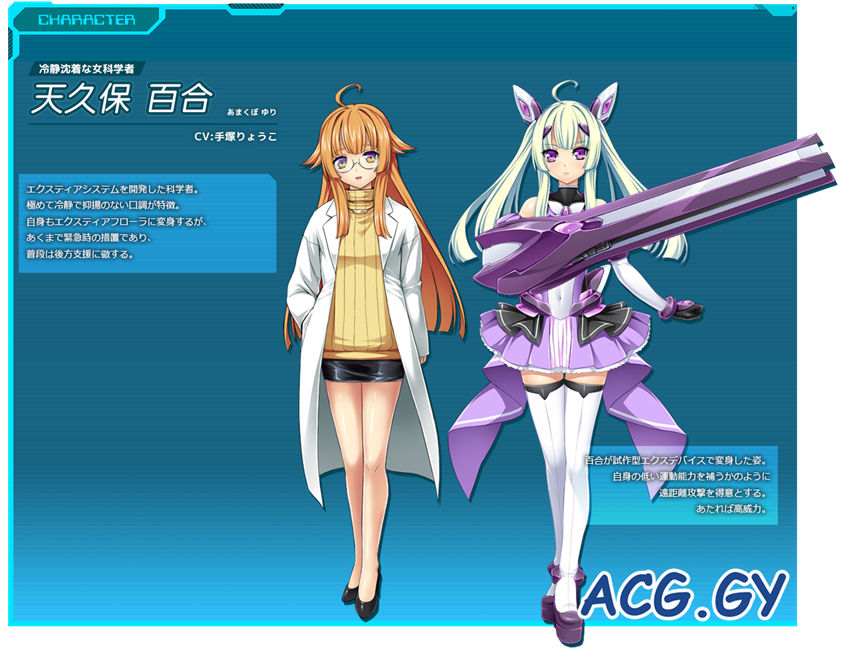 CHARACTER
冷静沈着な女科学者
天久保 百合
あまくぼ ゆり
CV:手塚りょうこ
エクスティアシステムを開発した科学者。
極めて冷静で抑揚のない口調が特徴。
自身もエクスティアフローラに変身するが、
あくまで緊急時の措置であり、
普段は後方支援に徹する。
百合が試作型エクステバイスで変身した姿。
自身の低い運動能力を補うかのように
遠距離攻撃を得意とする。
あたれば高威力。
ACG.GY